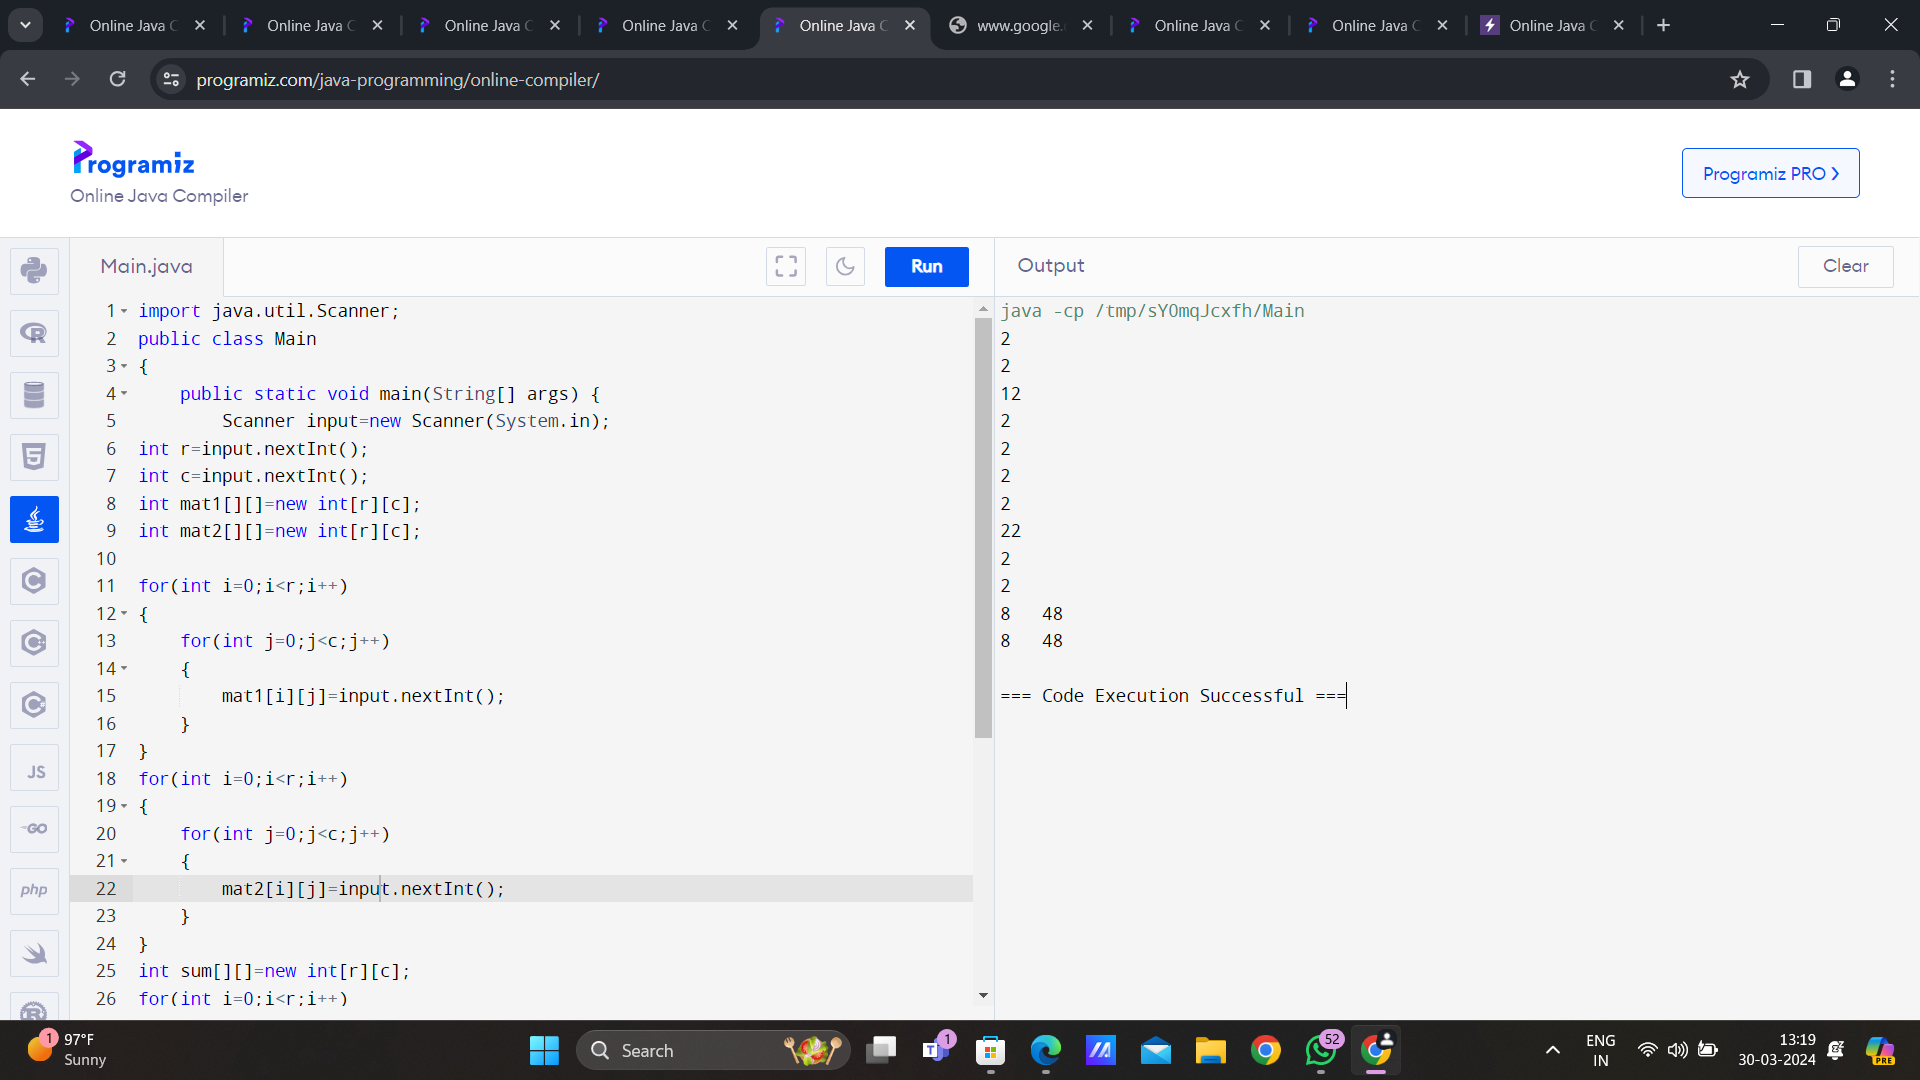 Online Java C
Online Java C
Online Java C
Online Java C
Online Java C
www.google.
Online Java C
Online Java C
Online Java C
programiz.com/java-programming/online-compiler/
Programiz
Online Java Compiler
Programiz PRO
Main.java
Run
Output
Clear
1 import java.util.Scanner;
2 public class Main
3 {
4 public static void main(String[] args) {
5 Scanner input=new Scanner(System.in);
6 int r=input.nextInt();
7 int c=input.nextInt();
8 int mat1[][]=new int[r][c];
9 int mat2[][]=new int[r][c];
10
11 for(int i=0;i<r;i++)
12 {
13 for(int j=0;j<c;j++)
14 {
15 mat1[i][j]=input.nextInt();
16 }
17 }
18 for(int i=0;i<r;i++)
19 {
20 for(int j=0;j<c;j++)
21 {
22 mat2[i][j]=input.nextInt();
23 }
24 }
25 int sum[][]=new int[r][c];
26 for(int i=0;i<r;i++)
java -cp /tmp/sYOmqJcxfh/Main
2
2
12
2
2
2
2
22
2
2
8 48
8 48
=== Code Execution Successful ===
JS
GO
php
1
97°F
Sunny
Search
1
52
ENG
IN
13:19
30-03-2024
PRE